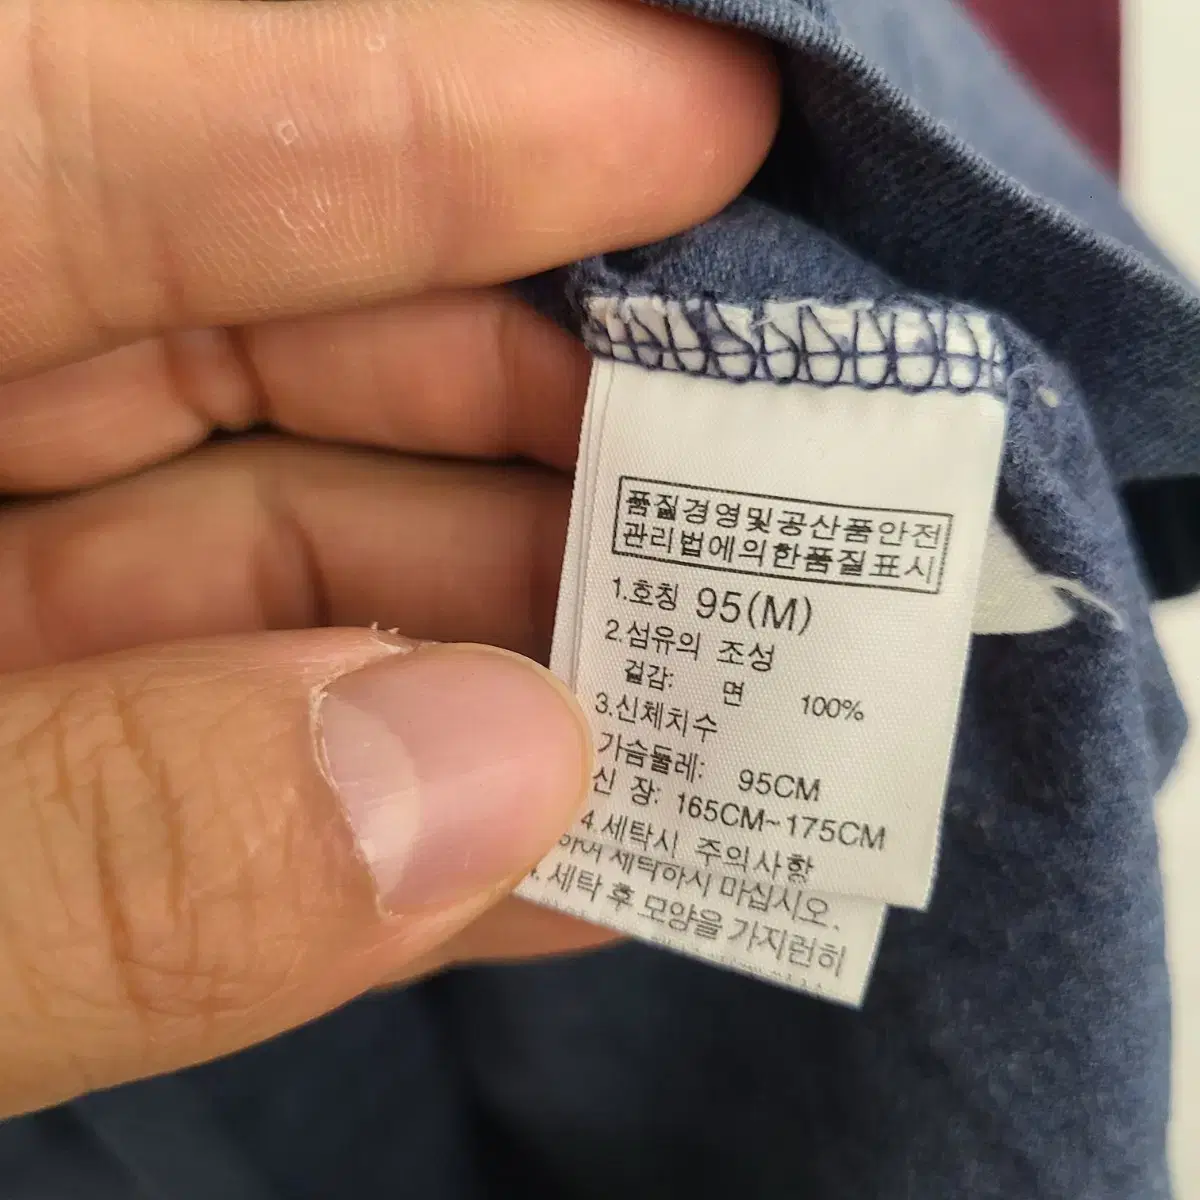 품질경영및공산품안전
관리법에의한품질표시
1.호칭 95(M)
2.섬유의 조성
겉감: 면 100%
3.신체치수
가슴둘레: 95CM
신 장: 165CM~175CM
4.세탁시 주의사항
하여 세탁하시 마십시오.
세탁 후 모양을 가지런히